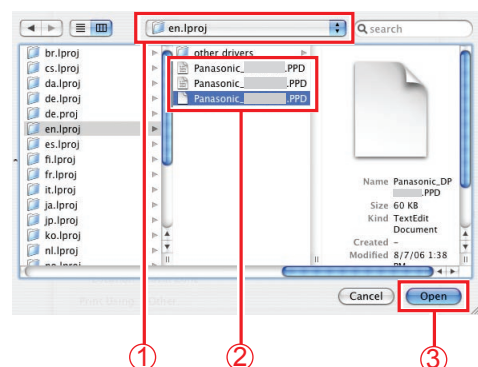 en.lproj
search
br.lproj
cs.lproj
da.lproj
de.lproj
de.proj
en.lproj
es.lproj
fi.lproj
fr.lproj
it.lproj
ja.lproj
jp.lproj
ko.lproj
nl.lproj
other drivers
Panasonic_ .PPD
Panasonic_ .PPD
Panasonic_ .PPD
Name Panasonic_DP
.PPD
Size 60 KB
Kind TextEdit
Document
Created –
Modified 8/7/06 1:38
PM
Cancel
Open
1
2
3